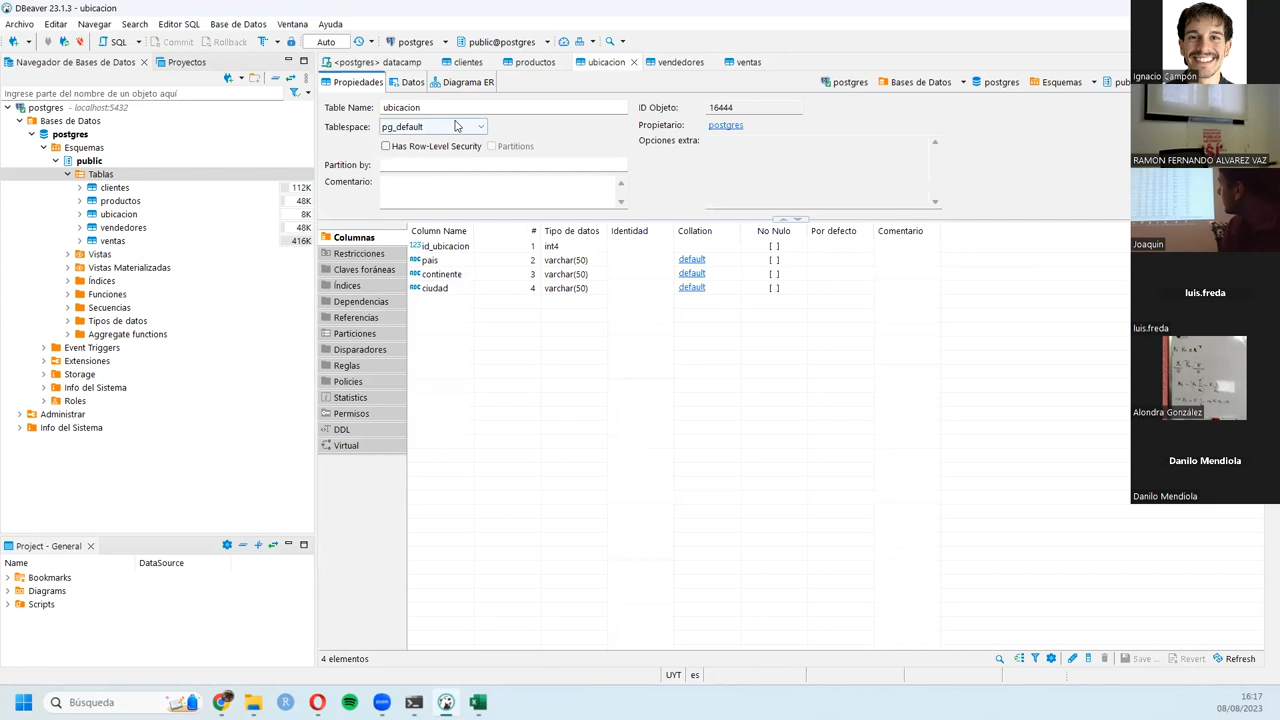 DBeaver 23.1.3 - ubicacion
Archivo Editar Navegar Search Editor SQL Base de Datos Ventana Ayuda
SQL Commit Rollback Auto postgres public@postgres
Navegador de Bases de Datos Proyectos
Ingrese parte del nombre de un objeto aquí
postgres - localhost:5432
Bases de Datos
postgres
Esquemas
public
Tablas
clientes 112K
productos 48K
ubicacion 8K
vendedores 48K
ventas 416K
Vistas
Vistas Materializadas
Índices
Funciones
Secuencias
Tipos de datos
Aggregate functions
Event Triggers
Extensiones
Storage
Info del Sistema
Roles
Administrar
Info del Sistema
Project - General
Name DataSource
Bookmarks
Diagrams
Scripts
<postgres> datacamp clientes productos ubicacion vendedores ventas
Propiedades Datos Diagrama ER postgres Bases de Datos postgres Esquemas
Table Name: ubicacion
Tablespace: pg_default
Has Row-Level Security Partitions
Partition by:
Comentario:
ID Objeto: 16444
Propietario: postgres
Opciones extra:
Columnas
Restricciones
Claves foráneas
Índices
Dependencias
Referencias
Particiones
Disparadores
Reglas
Policies
Statistics
Permisos
DDL
Virtual
Column Name # Tipo de datos Identidad Collation No Nulo Por defecto Comentario
123 id_ubicacion 1 int4 [ ]
ABC pais 2 varchar(50) default [ ]
ABC continente 3 varchar(50) default [ ]
ABC ciudad 4 varchar(50) default [ ]
4 elementos
Save ... Revert Refresh
UYT es
Ignacio Campón
RAMON FERNANDO ALVAREZ VAZ
Joaquin
luis.freda
luis.freda
Alondra González
Danilo Mendiola
Danilo Mendiola
Búsqueda
16:17
08/08/2023